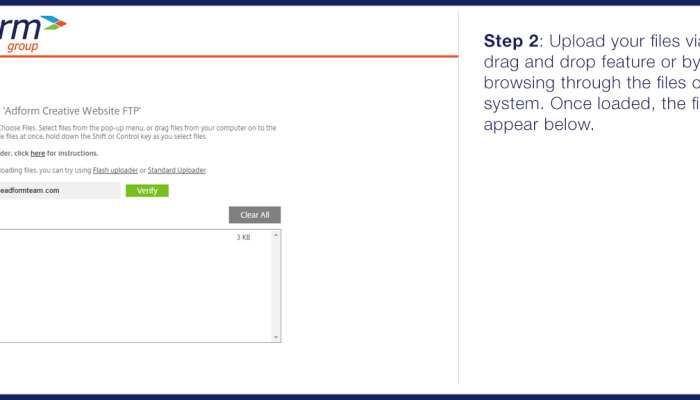 rm
group
'Adform Creative Website FTP'
Choose Files. Select files from the pop-up menu, or drag files from your computer on to the
le files at once, hold down the Shift or Control key as you select files.
der, click here for instructions.
loading files, you can try using Flash uploader or Standard Uploader
eadformteam.com
Verify
Clear All
3 KB
Step 2: Upload your files via
drag and drop feature or by
browsing through the files o
system. Once loaded, the fi
appear below.